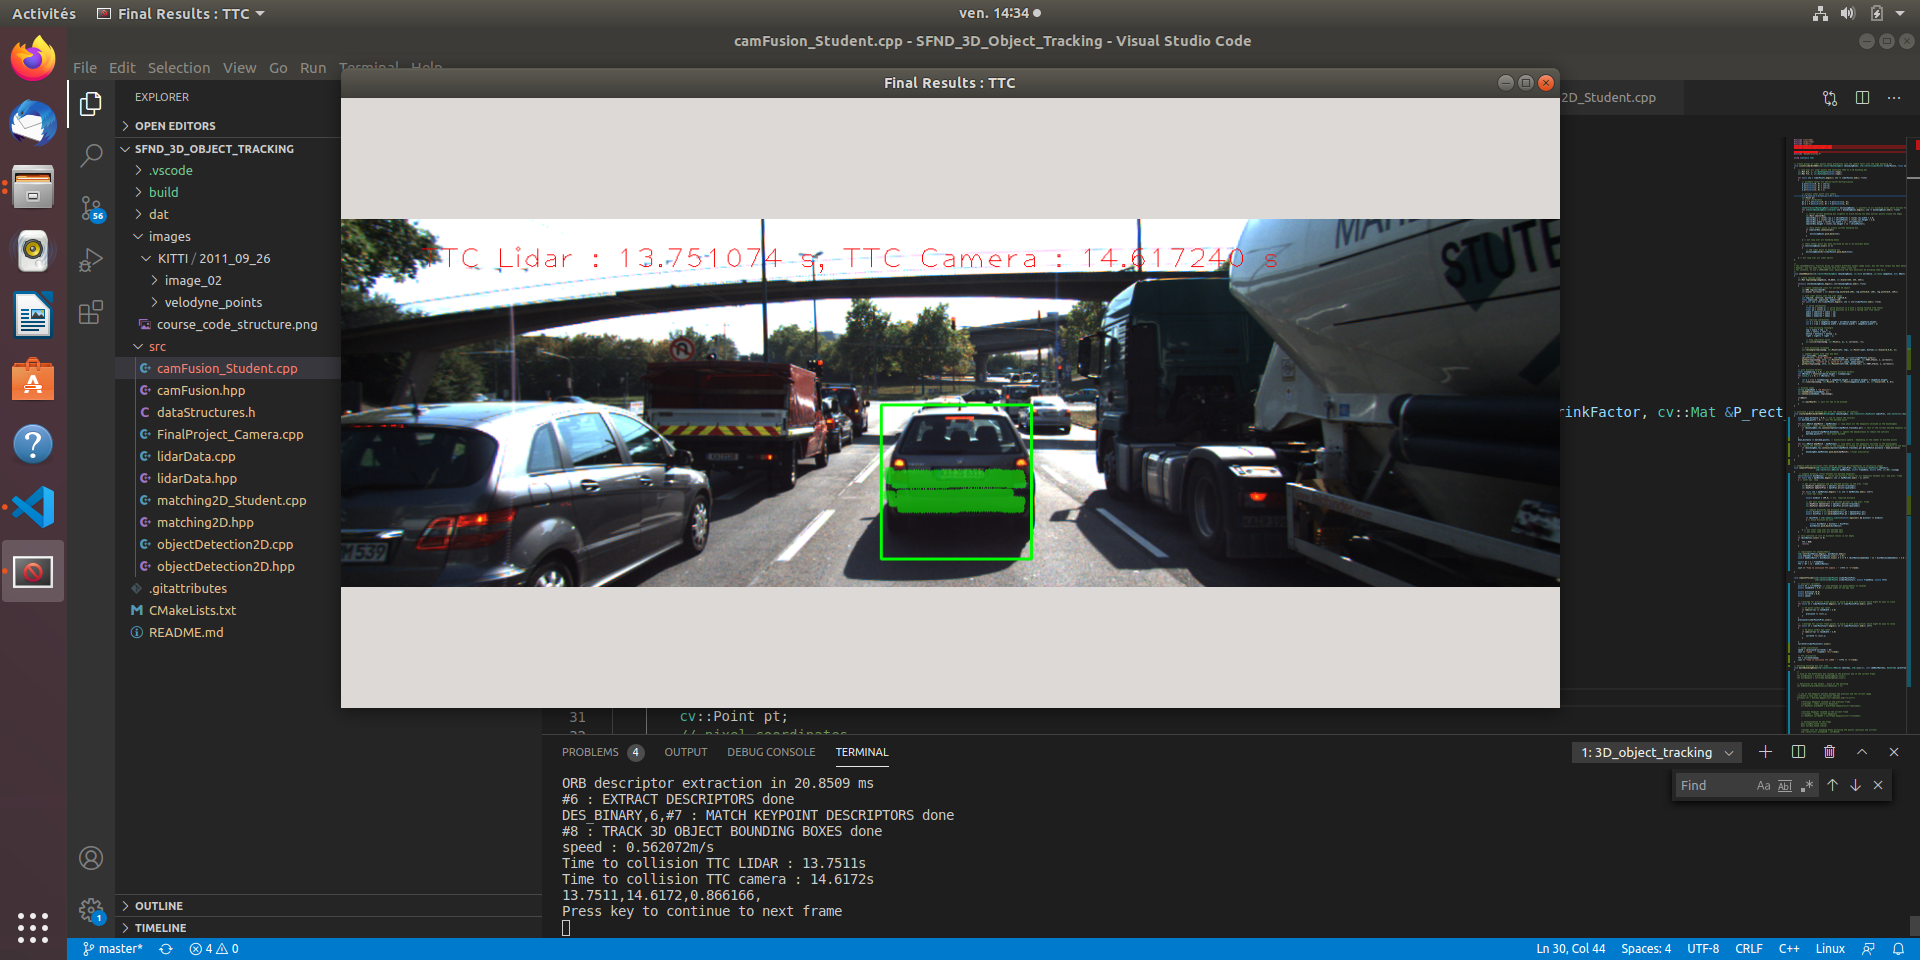 Activités
Final Results : TTC
ven. 14:34
camFusion_Student.cpp - SFND_3D_Object_Tracking - Visual Studio Code
File Edit Selection View Go Run Terminal Help
EXPLORER
OPEN EDITORS
SFND_3D_OBJECT_TRACKING
.vscode
build
dat
images
KITTI / 2011_09_26
image_02
velodyne_points
course_code_structure.png
src
camFusion_Student.cpp
camFusion.hpp
dataStructures.h
FinalProject_Camera.cpp
lidarData.cpp
lidarData.hpp
matching2D_Student.cpp
matching2D.hpp
objectDetection2D.cpp
objectDetection2D.hpp
.gitattributes
CMakeLists.txt
README.md
OUTLINE
TIMELINE
56
1
Final Results : TTC
TTC Lidar : 13.751074 s, TTC Camera : 14.617240 s
STUTE
M 539
2D_Student.cpp
rinkFactor, cv::Mat &P_rect_
31 cv::Point pt;
// pixel coordinates
PROBLEMS 4 OUTPUT DEBUG CONSOLE TERMINAL
1: 3D_object_tracking
Find
Aa Abl .*
ORB descriptor extraction in 20.8509 ms
#6 : EXTRACT DESCRIPTORS done
DES_BINARY,6,#7 : MATCH KEYPOINT DESCRIPTORS done
#8 : TRACK 3D OBJECT BOUNDING BOXES done
speed : 0.562072m/s
Time to collision TTC LIDAR : 13.7511s
Time to collision TTC camera : 14.6172s
13.7511,14.6172,0.866166,
Press key to continue to next frame
master* 4 0
Ln 30, Col 44 Spaces: 4 UTF-8 CRLF C++ Linux